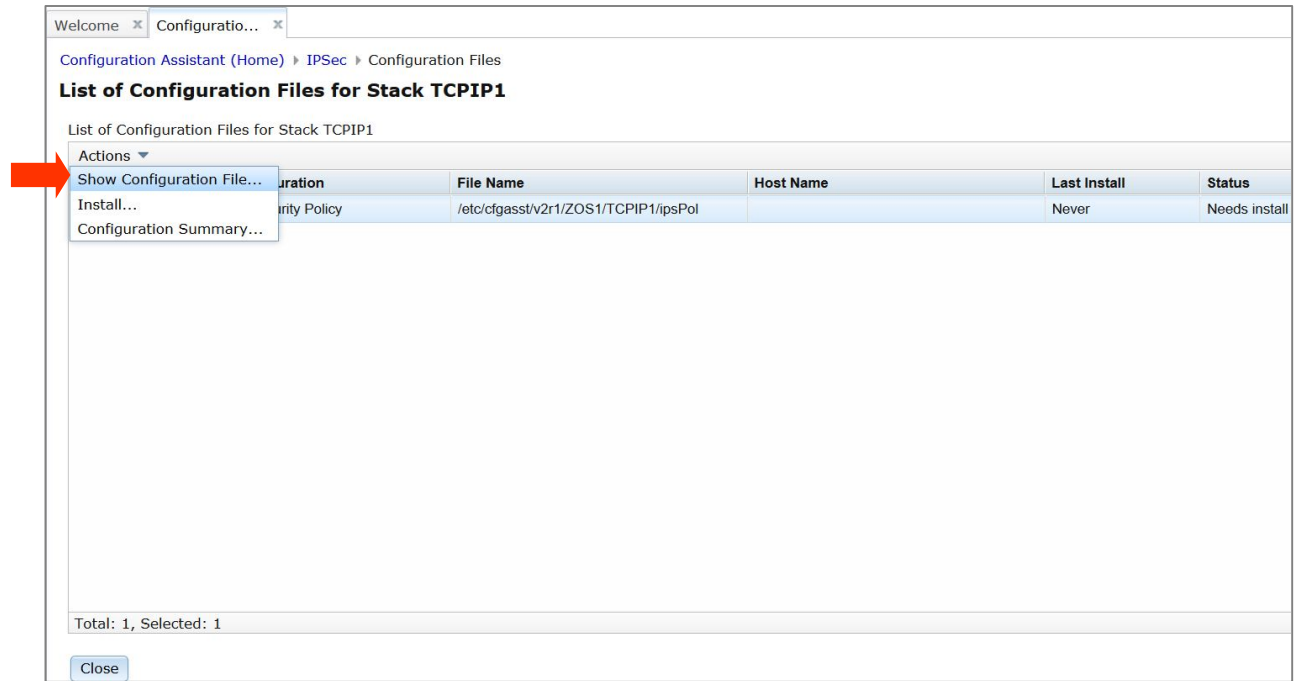 Welcome Configuratio...
Configuration Assistant (Home) IPSec Configuration Files
List of Configuration Files for Stack TCPIP1
List of Configuration Files for Stack TCPIP1
Actions
Show Configuration File... uration File Name Host Name Last Install Status
Install... urity Policy /etc/cfgasst/v2r1/ZOS1/TCPIP1/ipsPol Never Needs install
Configuration Summary...
Total: 1, Selected: 1
Close